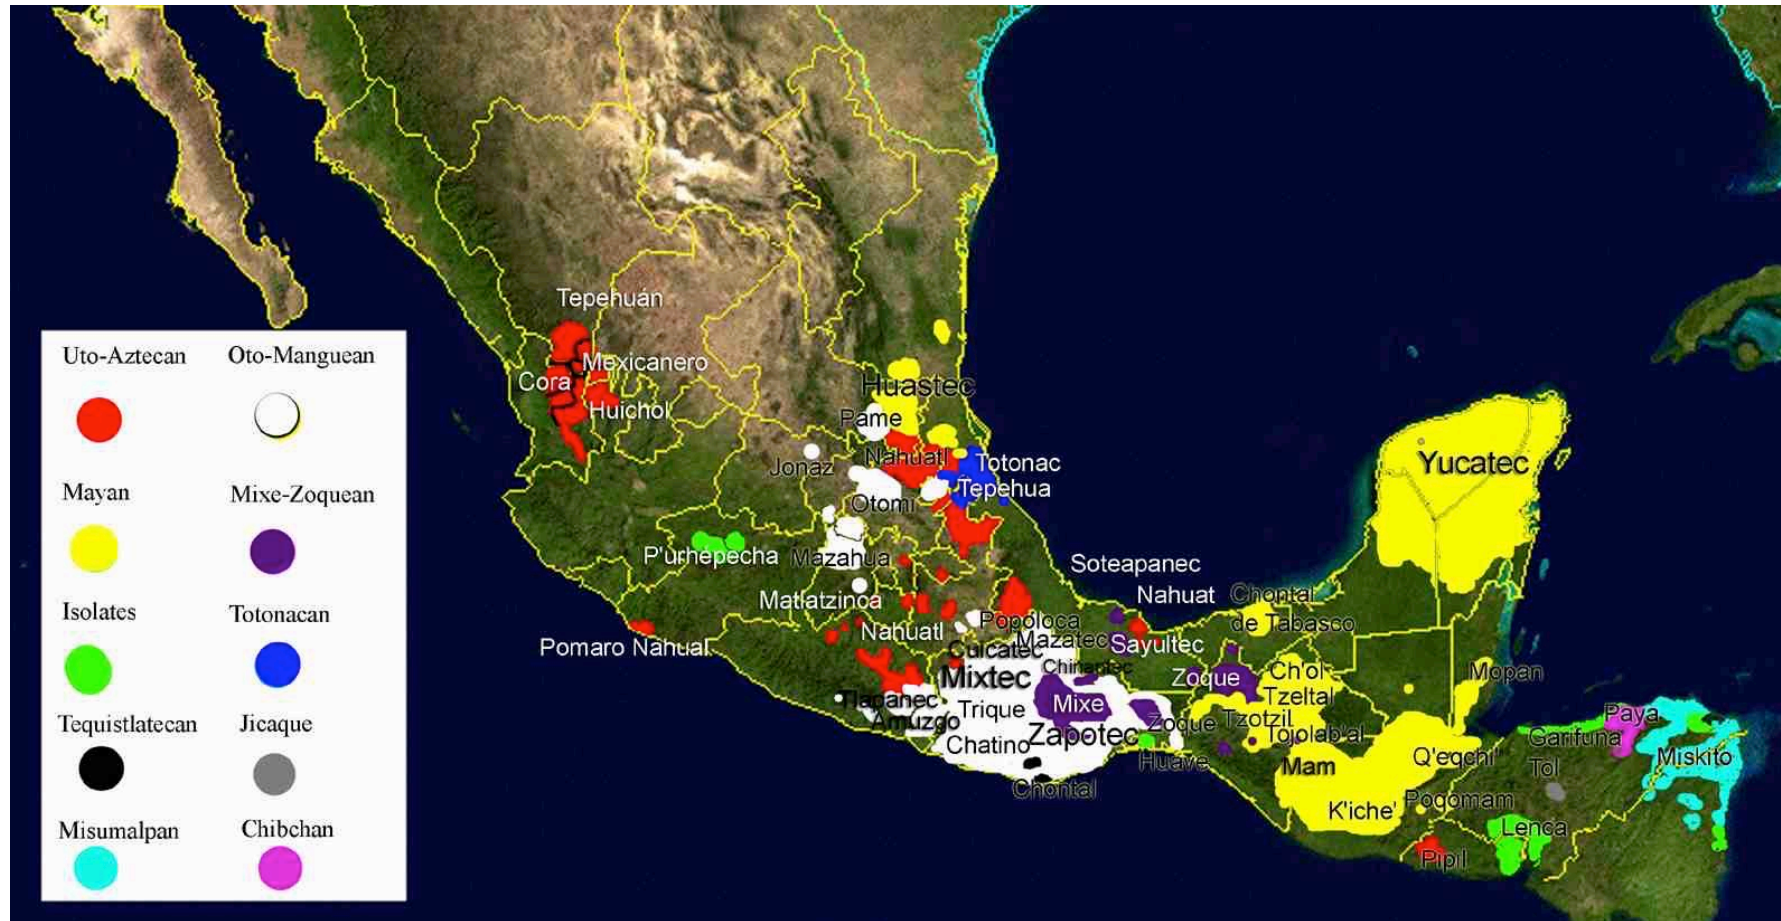 Uto-Aztecan
Oto-Manguean
Mayan
Mixe-Zoquean
Isolates
Totonacan
Tequistlatecan
Jicaque
Misumalpan
Chibchan
Tepehuán
Mexicanero
Cora
Huichol
Huastec
Pame
Nahuatl
Jonaz
Totonac
Tepehua
Otomi
P'urhépecha
Mazahua
Matlatzinca
Pomaro Nahual
Nahuatl
Popoloca
Mazatec
Cuicatec
Chinantec
Mixtec
Tlapanec
Amuzgo
Trique
Mixe
Chatino
Zapotec
Chontal
Huave
Soteapanec
Nahuat
Sayultec
Zoque
Zoque
Chontal
de Tabasco
Yucatec
Ch'ol
Tzeltal
Tzotzil
Tojolab'al
Mopan
Mam
Q'eqchi'
K'iche'
Poqomam
Pipil
Paya
Garifuna
Miskito
Tol
Lenca